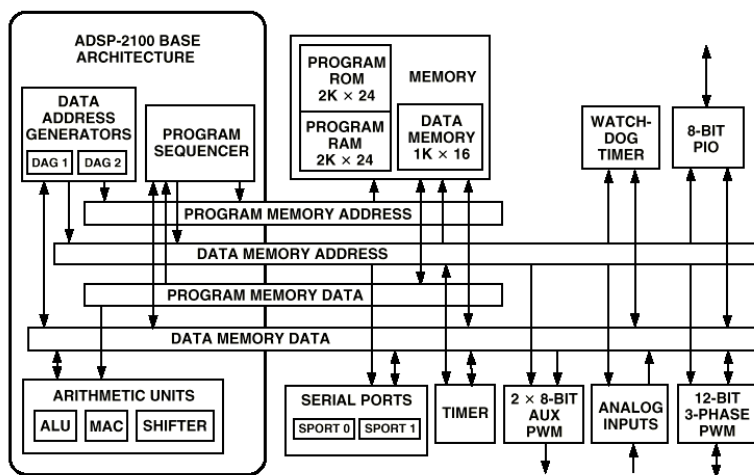 ADSP-2100 BASE
ARCHITECTURE
DATA
ADDRESS
GENERATORS
DAG 1
DAG 2
PROGRAM
SEQUENCER
PROGRAM
ROM
2K × 24
PROGRAM
RAM
2K × 24
MEMORY
DATA
MEMORY
1K × 16
WATCH-
DOG
TIMER
8-BIT
PIO
PROGRAM MEMORY ADDRESS
DATA MEMORY ADDRESS
PROGRAM MEMORY DATA
DATA MEMORY DATA
ARITHMETIC UNITS
ALU
MAC
SHIFTER
SERIAL PORTS
SPORT 0
SPORT 1
TIMER
2 × 8-BIT
AUX
PWM
ANALOG
INPUTS
12-BIT
3-PHASE
PWM